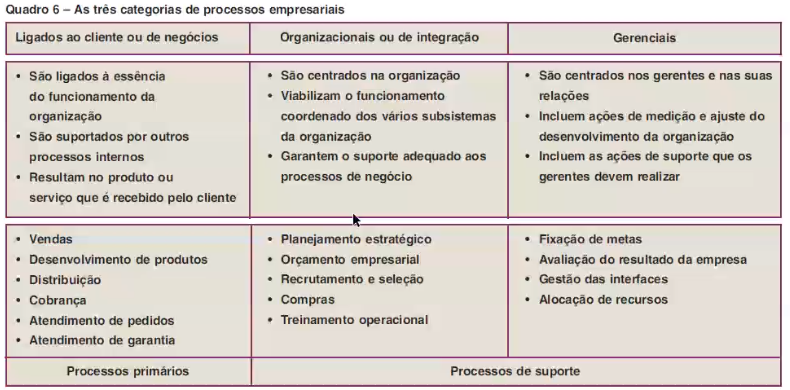 Quadro 6 – As três categorias de processos empresariais
Ligados ao cliente ou de negócios
Organizacionais ou de integração
Gerenciais
• São ligados à essência
do funcionamento da
organização
• São suportados por outros
processos internos
• Resultam no produto ou
serviço que é recebido pelo cliente
• São centrados na organização
• Viabilizam o funcionamento
coordenado dos vários subsistemas
da organização
• Garantem o suporte adequado aos
processos de negócio
• São centrados nos gerentes e nas suas
relações
• Incluem ações de medição e ajuste do
desenvolvimento da organização
• Incluem as ações de suporte que os
gerentes devem realizar
• Vendas
• Desenvolvimento de produtos
• Distribuição
• Cobrança
• Atendimento de pedidos
• Atendimento de garantia
• Planejamento estratégico
• Orçamento empresarial
• Recrutamento e seleção
• Compras
• Treinamento operacional
• Fixação de metas
• Avaliação do resultado da empresa
• Gestão das interfaces
• Alocação de recursos
Processos primários
Processos de suporte